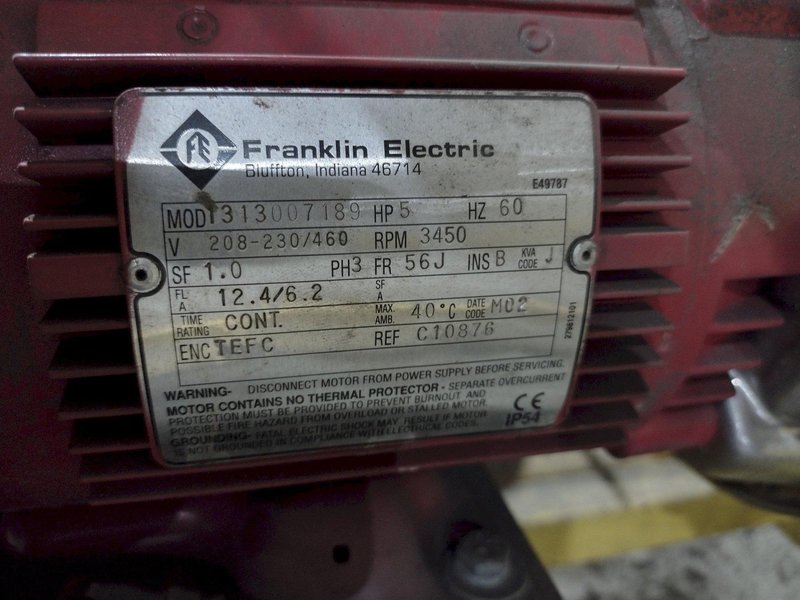 FE
Franklin Electric
Bluffton, Indiana 46714
E49787
MOD 1313007189 HP 5 HZ 60
V 208-230/460 RPM 3450
SF 1.0 PH 3 FR 56J INS B KVA CODE J
FL A 12.4/6.2 SF A
TIME RATING CONT. MAX. AMB. 40°C DATE CODE M02
ENC TEFC REF C10876
279812101
WARNING- DISCONNECT MOTOR FROM POWER SUPPLY BEFORE SERVICING.
MOTOR CONTAINS NO THERMAL PROTECTOR - SEPARATE OVERCURRENT
PROTECTION MUST BE PROVIDED TO PREVENT BURNOUT AND
POSSIBLE FIRE HAZARD FROM OVERLOAD OR STALLED MOTOR.
GROUNDING- FATAL ELECTRIC SHOCK MAY RESULT IF MOTOR
IS NOT GROUNDED IN COMPLIANCE WITH ELECTRICAL CODES.
CE
IP54